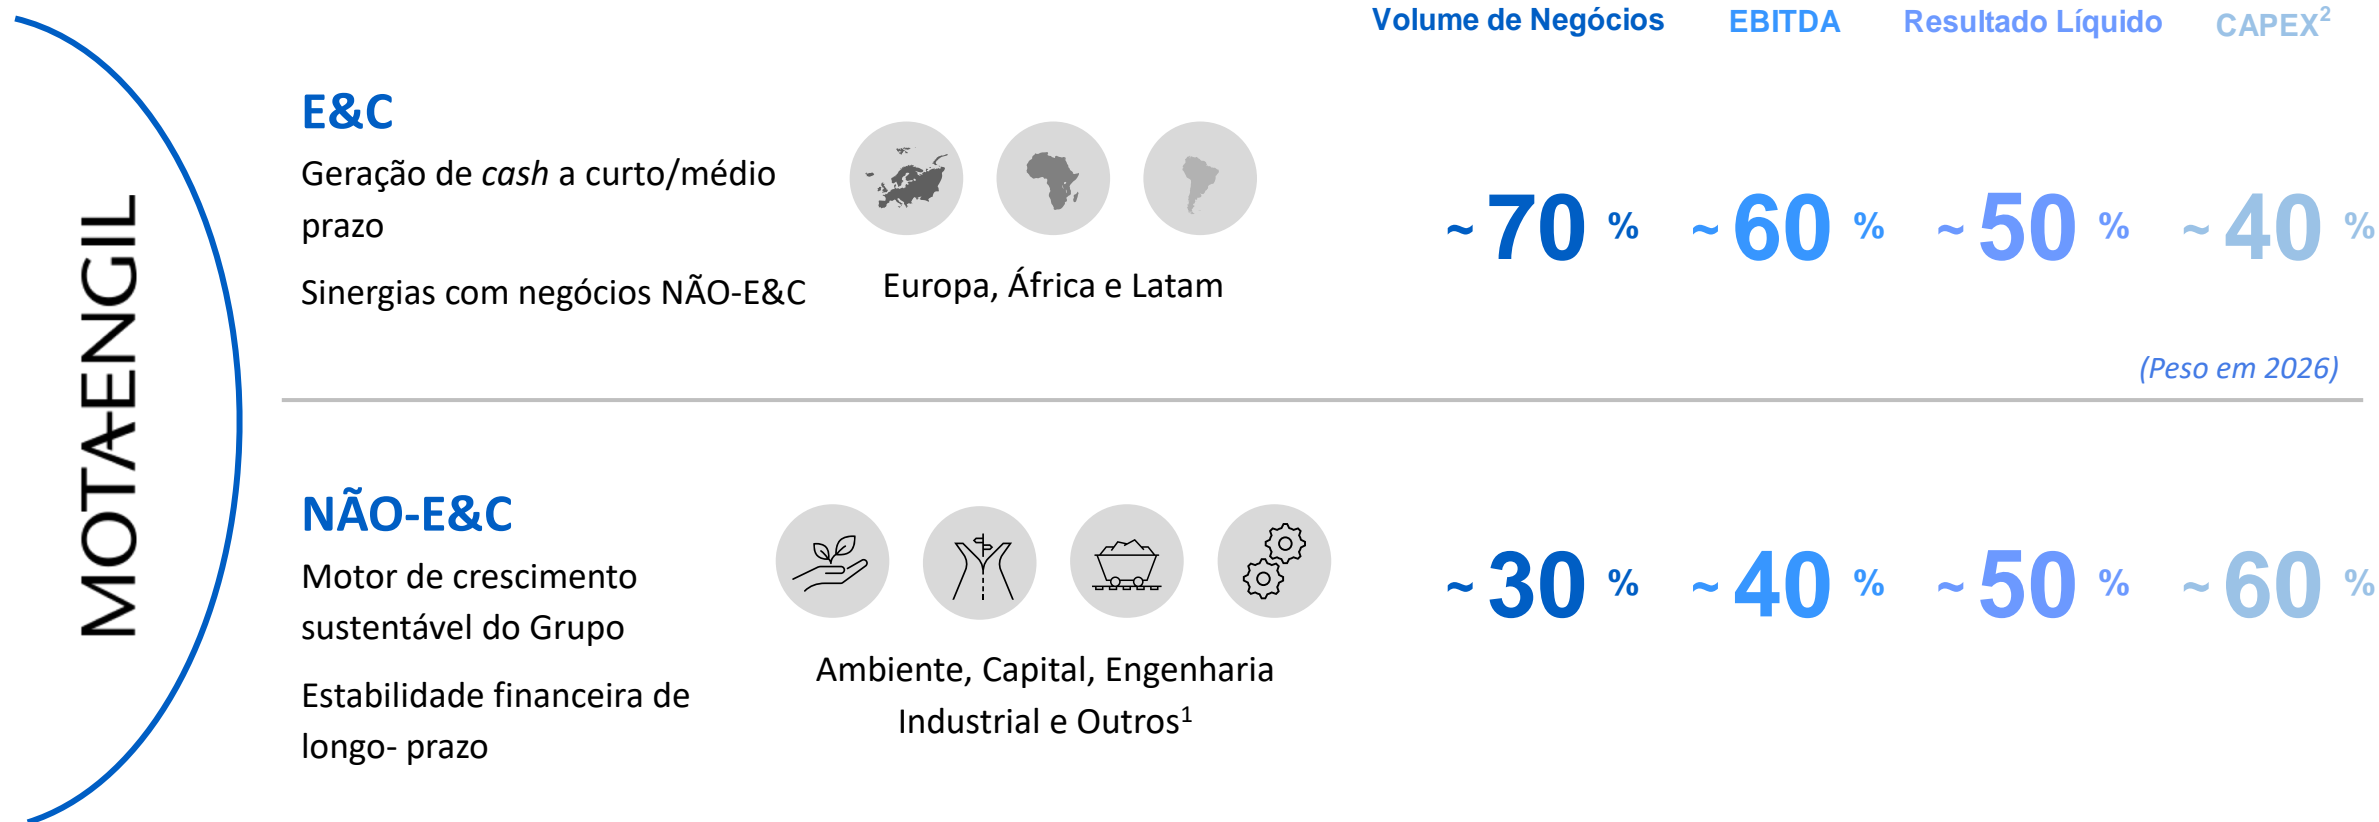 MOTAENGIL
Volume de Negócios EBITDA Resultado Líquido CAPEX²
E&C
Geração de cash a curto/médio
prazo
Sinergias com negócios NÃO-E&C
Europa, África e Latam
~ 70 % ~ 60 % ~ 50 % ~ 40 %
(Peso em 2026)
NÃO-E&C
Motor de crescimento
sustentável do Grupo
Estabilidade financeira de
longo- prazo
Ambiente, Capital, Engenharia
Industrial e Outros¹
~ 30 % ~ 40 % ~ 50 % ~ 60 %